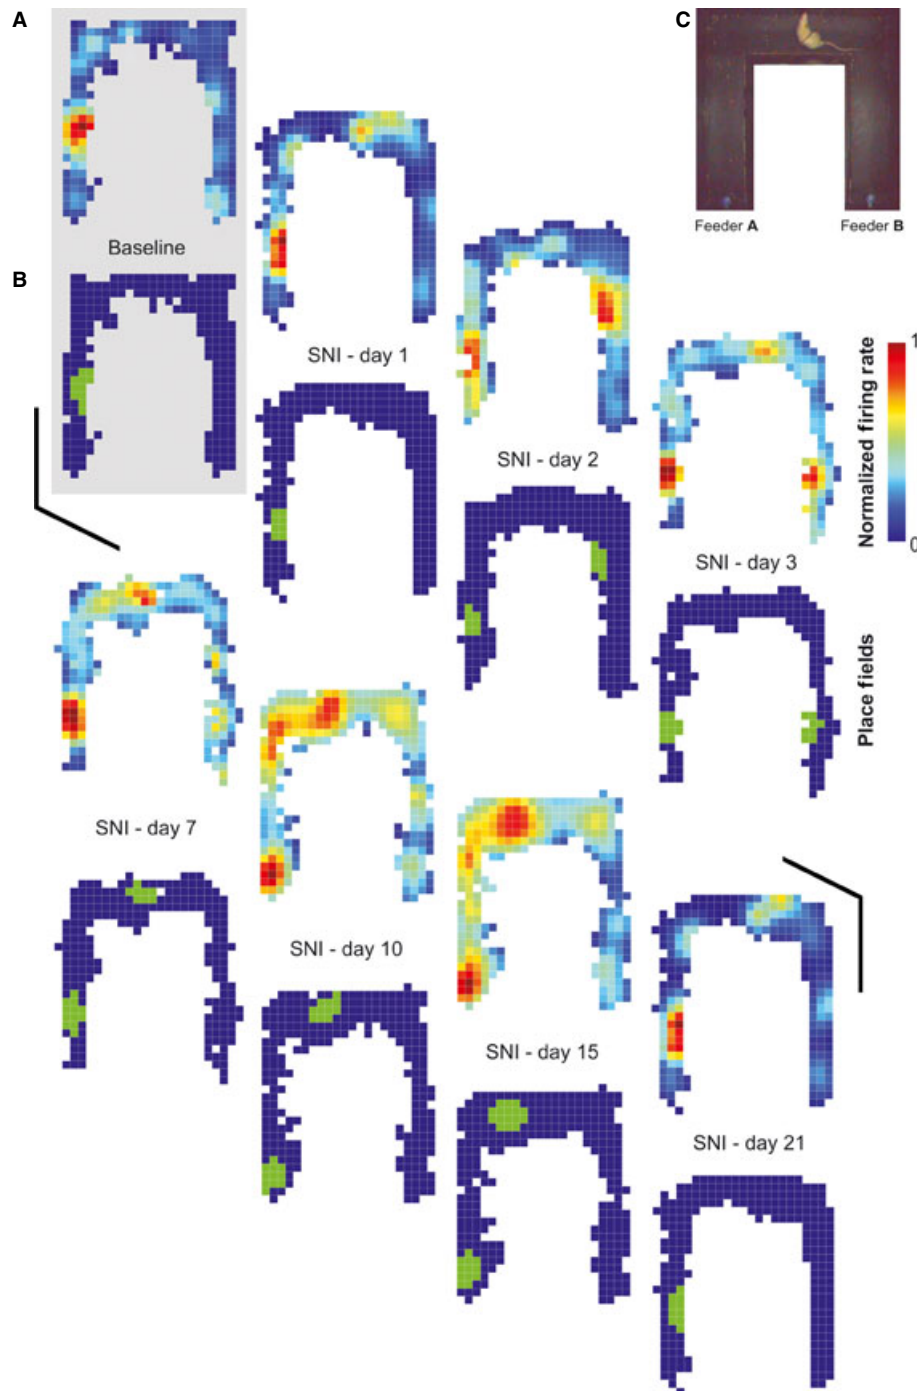 A
C
Feeder A
Feeder B
Baseline
B
SNI - day 1
SNI - day 2
SNI - day 3
Normalized firing rate
1
0
Place fields
SNI - day 7
SNI - day 10
SNI - day 15
SNI - day 21